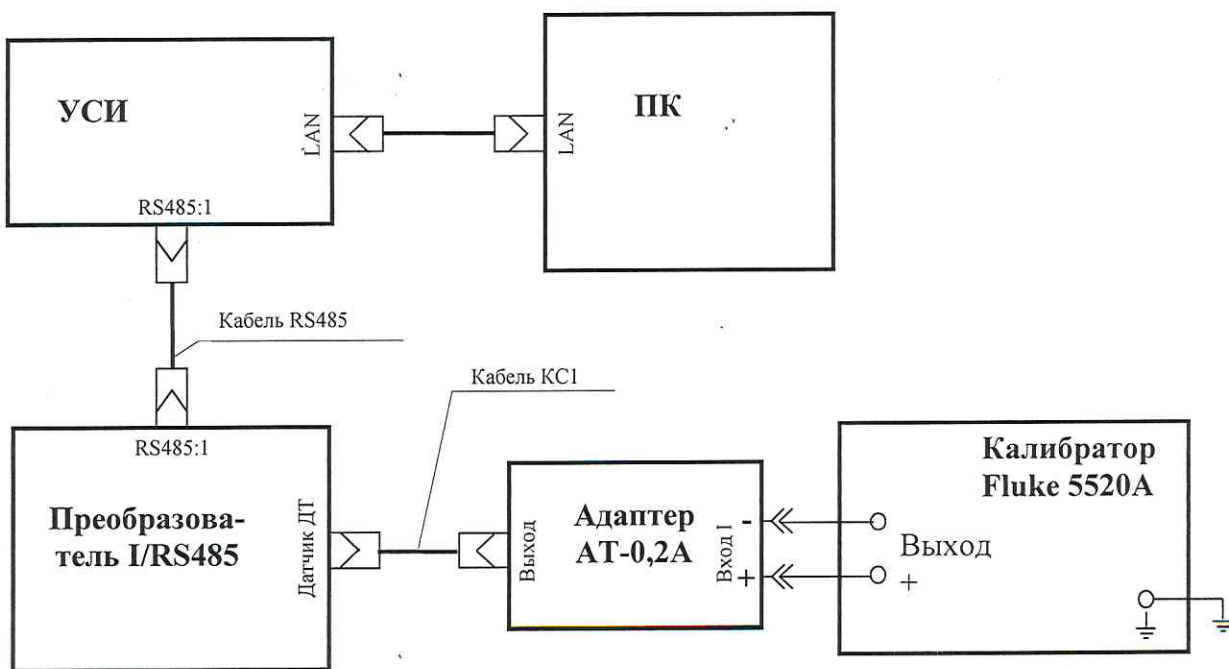 УСИ
LAN
RS485:1
ПК
LAN
Кабель RS485
Кабель КС1
RS485:1
Преобразова-
тель I/RS485
Датчик ДТ
Адаптер
АТ-0,2А
Выход
Вход I
-
+
Калибратор
Fluke 5520A
Выход
+